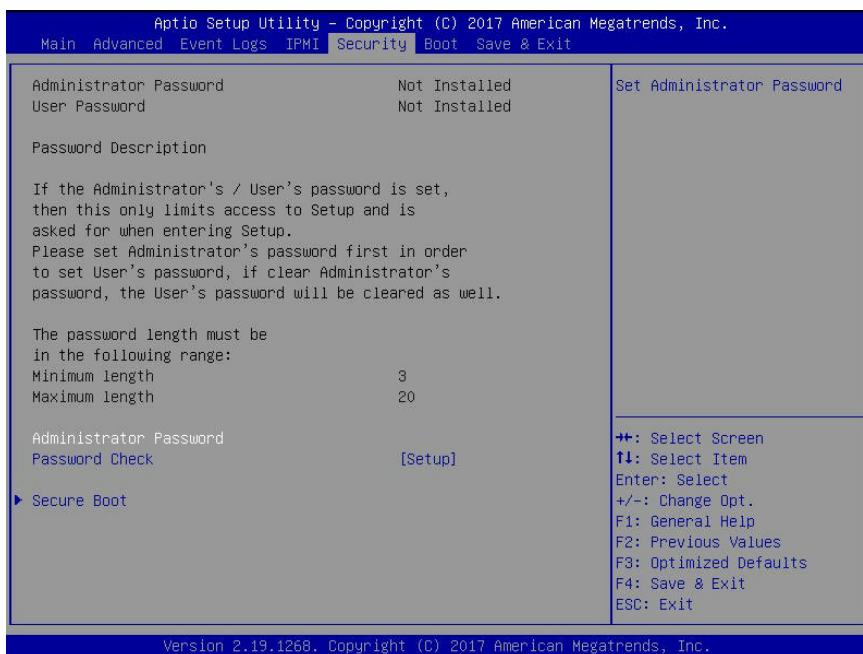 Aptio Setup Utility – Copyright (C) 2017 American Megatrends, Inc.
Main Advanced Event Logs IPMI Security Boot Save & Exit
Administrator Password Not Installed
User Password Not Installed
Password Description
If the Administrator's / User's password is set,
then this only limits access to Setup and is
asked for when entering Setup.
Please set Administrator's password first in order
to set User's password, if clear Administrator's
password, the User's password will be cleared as well.
The password length must be
in the following range:
Minimum length 3
Maximum length 20
Administrator Password
Password Check [Setup]
Secure Boot
Set Administrator Password
→←: Select Screen
↑↓: Select Item
Enter: Select
+/-: Change Opt.
F1: General Help
F2: Previous Values
F3: Optimized Defaults
F4: Save & Exit
ESC: Exit
Version 2.19.1268. Copyright (C) 2017 American Megatrends, Inc.